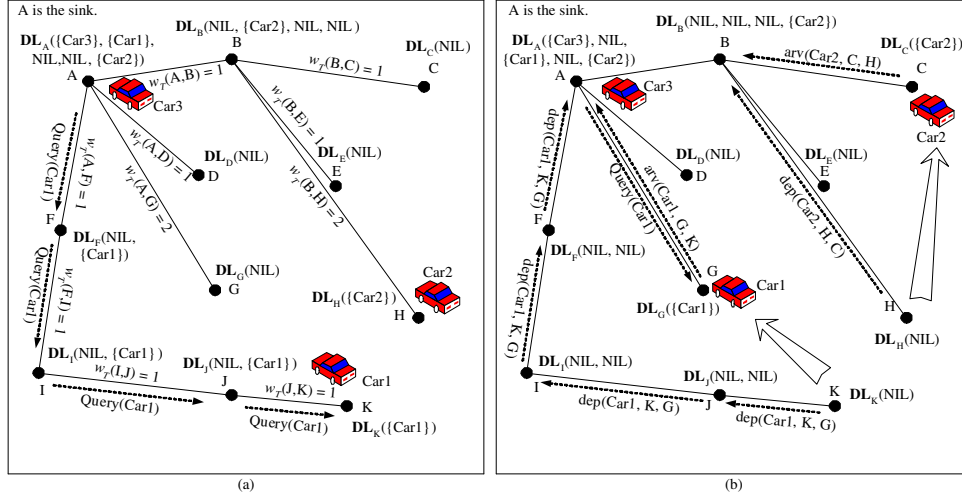 A is the sink.
DL_A({Car3}, {Car1},
NIL,NIL, {Car2})
DL_B(NIL, {Car2}, NIL, NIL)
DL_C(NIL)
B
A
C
w_T(A,B) = 1
w_T(B,C) = 1
Car3
Query(Car1)
w_T(A,F) = 1
w_T(A,D) = 1
w_T(A,G) = 2
w_T(B,E) = 1
w_T(B,H) = 2
DL_D(NIL)
D
DL_E(NIL)
E
F
DL_F(NIL,
{Car1})
Query(Car1)
w_T(F,I) = 1
DL_G(NIL)
G
Car2
DL_H({Car2})
H
DL_I(NIL, {Car1})
DL_J(NIL, {Car1})
w_T(I,J) = 1
J
w_T(J,K) = 1
Car1
I
Query(Car1)
Query(Car1)
K
DL_K({Car1})
(a)
A is the sink.
DL_A({Car3}, NIL,
{Car1}, NIL, {Car2})
DL_B(NIL, NIL, NIL, {Car2})
DL_C({Car2})
B
arv(Car2, C, H)
A
C
Car3
Car2
dep(Car1, K, G)
Query(Car1)
arv(Car1, G, K)
DL_D(NIL)
D
DL_E(NIL)
E
dep(Car2, H, C)
F
DL_F(NIL, NIL)
dep(Car1, K, G)
G
Car1
DL_G({Car1})
H
DL_H(NIL)
DL_I(NIL, NIL)
DL_J(NIL, NIL)
I
dep(Car1, K, G)
J
dep(Car1, K, G)
K
DL_K(NIL)
(b)